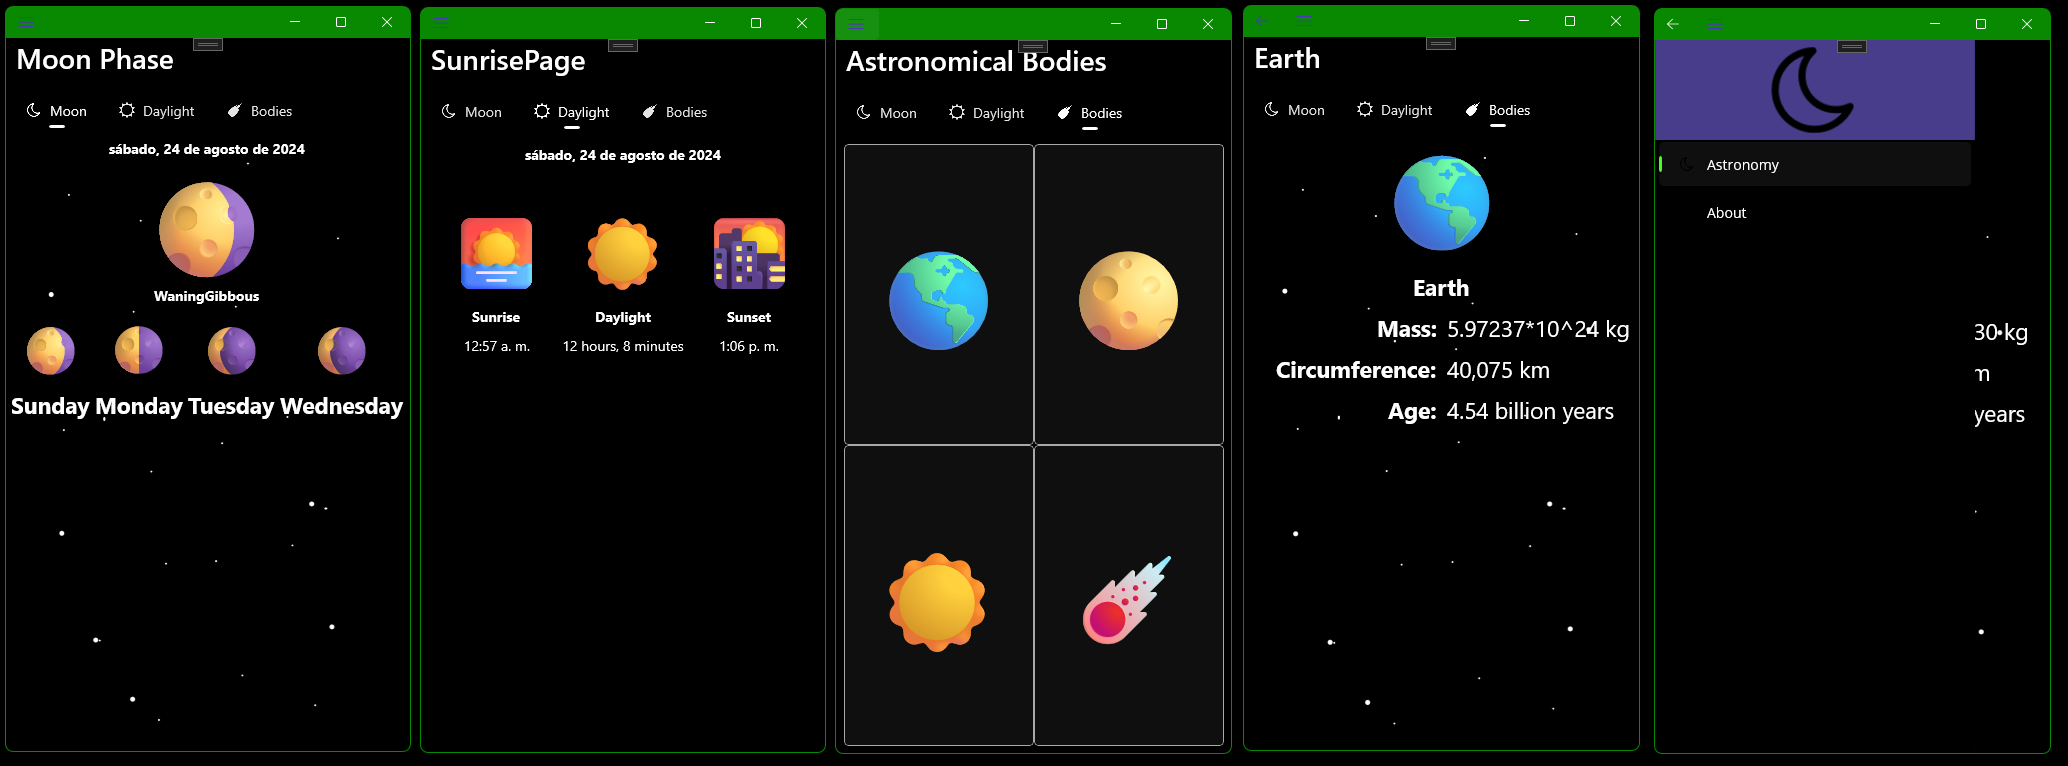 Moon Phase
Moon Daylight Bodies
sábado, 24 de agosto de 2024
WaningGibbous
Sunday Monday Tuesday Wednesday
SunrisePage
Moon Daylight Bodies
sábado, 24 de agosto de 2024
Sunrise Daylight Sunset
12:57 a. m. 12 hours, 8 minutes 1:06 p. m.
Astronomical Bodies
Moon Daylight Bodies
Earth
Moon Daylight Bodies
Earth
Mass: 5.97237*10^24 kg
Circumference: 40,075 km
Age: 4.54 billion years
Astronomy
About
30 kg
m
years